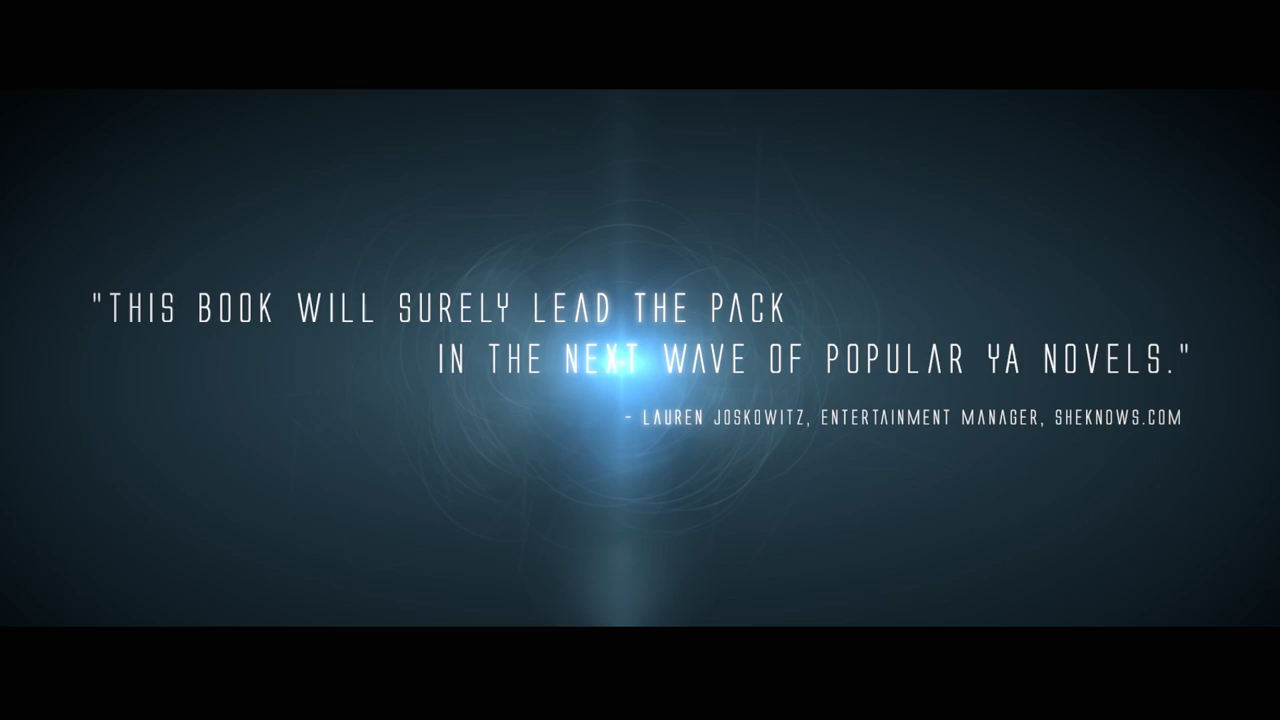 "THIS BOOK WILL SURELY LEAD THE PACK
IN THE NEXT WAVE OF POPULAR YA NOVELS."
- LAUREN JOSKOWITZ, ENTERTAINMENT MANAGER, SHEKNOWS.COM